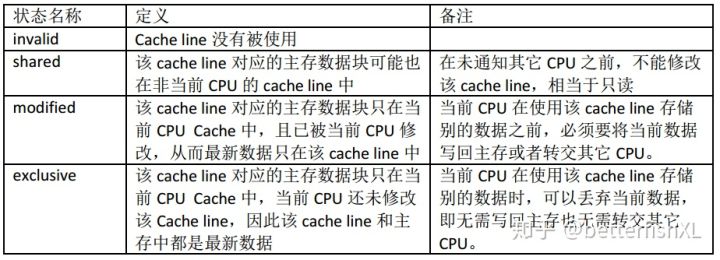 状态名称 定义 备注
invalid Cache line 没有被使用
shared 该 cache line 对应的主存数据块可能也 在未通知其它 CPU 之前，不能修改
在非当前 CPU 的 cache line 中 该 cache line，相当于只读
modified 该 cache line 对应的主存数据块只在当 当前 CPU 在使用该 cache line 存储
前 CPU Cache 中，且已被当前 CPU 修 别的数据之前，必须要将当前数据
改，从而最新数据只在该 cache line 中 写回主存或者转交其它 CPU。
exclusive 该 cache line 对应的主存数据块只在当 当前 CPU 在使用该 cache line 存储
前 CPU Cache 中，当前 CPU 还未修改 别的数据时，可以丢弃当前数据，
该 Cache line，因此该 cache line 和主 即无需写回主存也无需转交其它
存中都是最新数据 CPU。
知乎 @betterfishXL